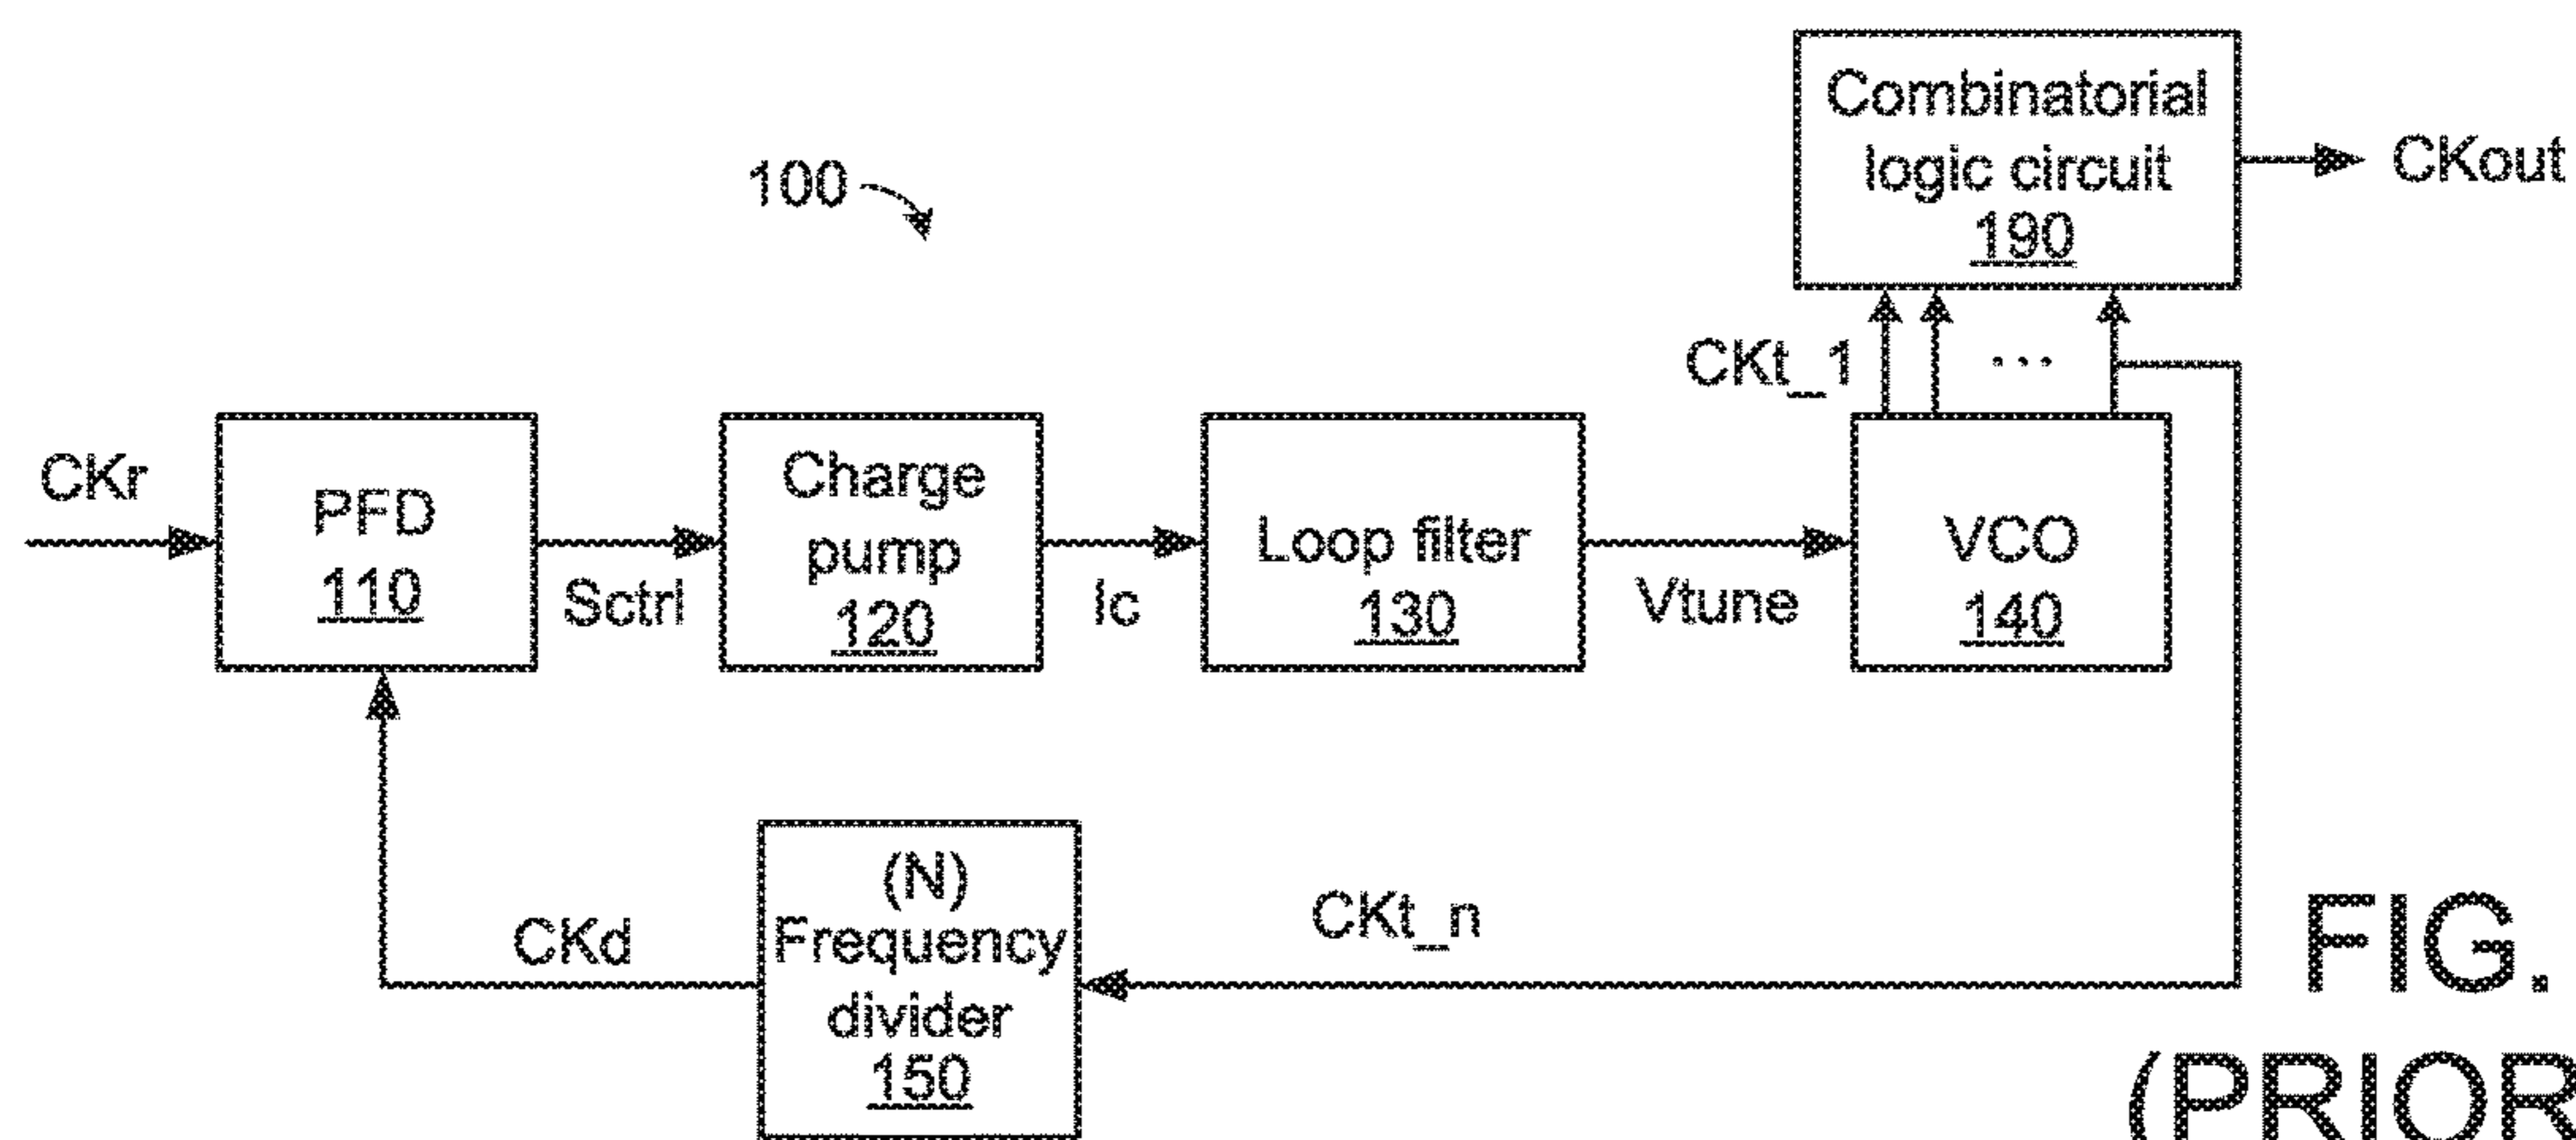 Combinatorial
logic circuit
190
CKout
100
CKt_1
...
CKr
PFD
110
Sctrl
Charge
pump
120
Ic
Loop filter
130
Vtune
VCO
140
CKd
(N)
Frequency
divider
150
CKt_n
FIG.
(PRIOR